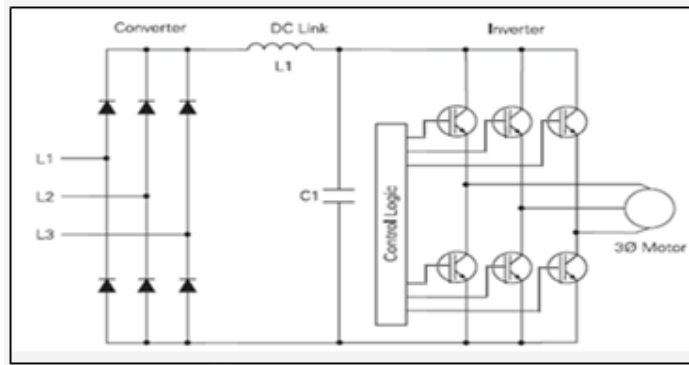 Converter DC Link Inverter
L1
L1
L2
C1
L3
Control Logic
3Ø Motor